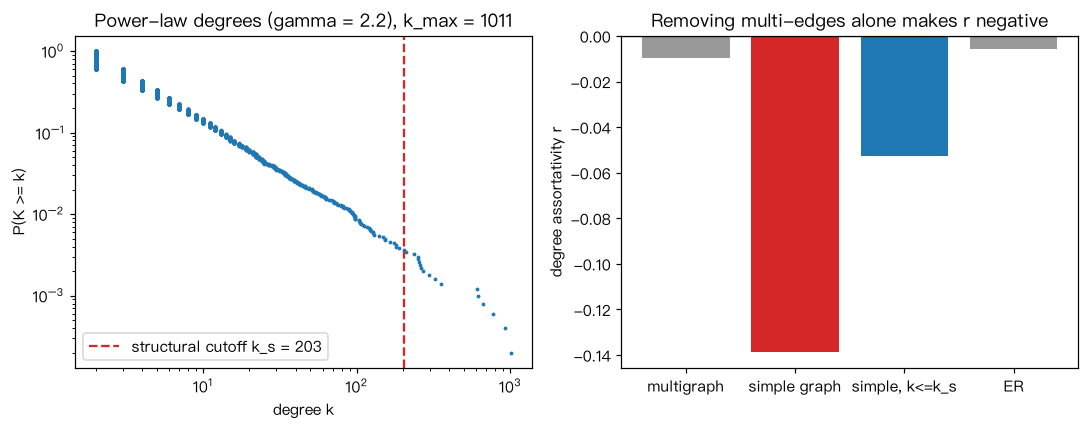 Power-law degrees (gamma = 2.2), k_max = 1011
P(K >= k)
10⁰
10⁻¹
10⁻²
10⁻³
structural cutoff k_s = 203
10¹
10²
10³
degree k
Removing multi-edges alone makes r negative
degree assortativity r
0.00
−0.02
−0.04
−0.06
−0.08
−0.10
−0.12
−0.14
multigraph
simple graph
simple, k<=k_s
ER